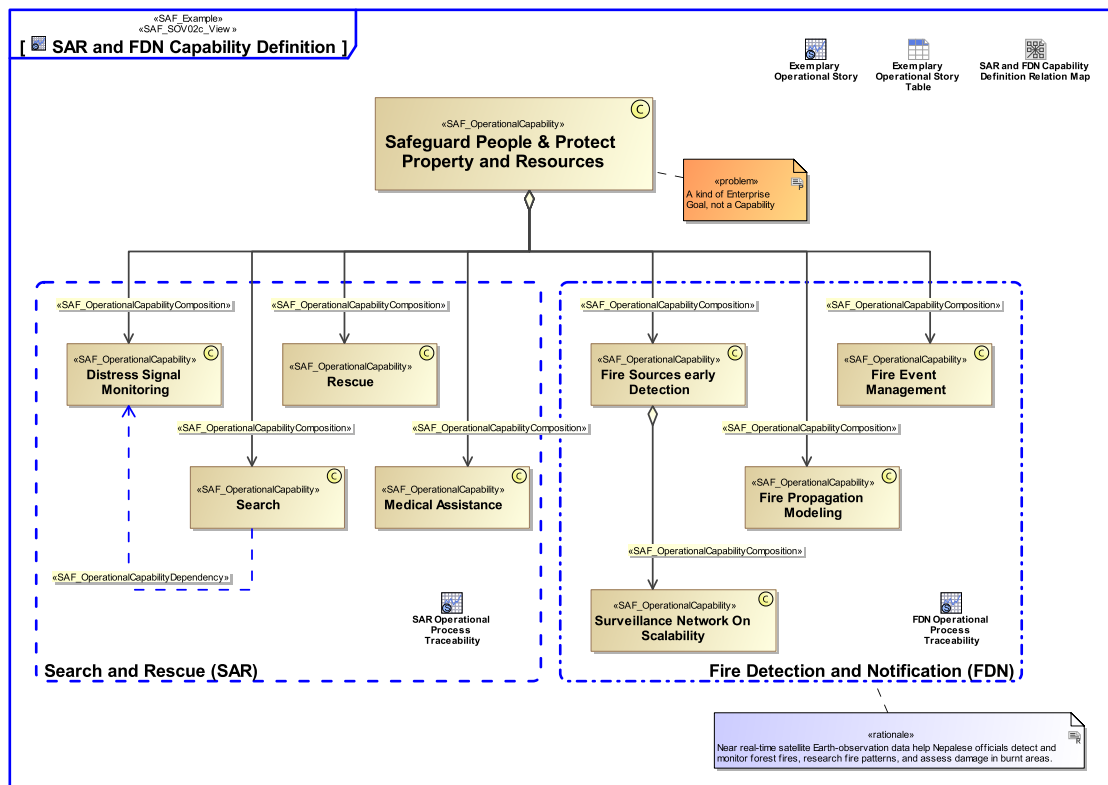 «SAF_Example»
«SAF_SOV02c_View»
[ SAR and FDN Capability Definition ]
Exemplary
Operational Story
Exemplary
Operational Story
Table
SAR and FDN Capability
Definition Relation Map
C
«SAF_OperationalCapability»
Safeguard People & Protect
Property and Resources
«problem»
P
A kind of Enterprise
Goal, not a Capability
«SAF_OperationalCapabilityComposition»
«SAF_OperationalCapabilityComposition»
«SAF_OperationalCapabilityComposition»
«SAF_OperationalCapabilityComposition»
C
«SAF_OperationalCapability»
Distress Signal
Monitoring
C
«SAF_OperationalCapability»
Rescue
C
«SAF_OperationalCapability»
Fire Sources early
Detection
C
«SAF_OperationalCapability»
Fire Event
Management
«SAF_OperationalCapabilityComposition»
«SAF_OperationalCapabilityComposition»
«SAF_OperationalCapabilityComposition»
C
«SAF_OperationalCapability»
Search
C
«SAF_OperationalCapability»
Medical Assistance
C
«SAF_OperationalCapability»
Fire Propagation
Modeling
«SAF_OperationalCapabilityComposition»
«SAF_OperationalCapabilityDependency»
C
«SAF_OperationalCapability»
Surveillance Network On
Scalability
SAR Operational
Process
Traceability
FDN Operational
Process
Traceability
Search and Rescue (SAR)
Fire Detection and Notification (FDN)
«rationale»
R
Near real-time satellite Earth-observation data help Nepalese officials detect and
monitor forest fires, research fire patterns, and assess damage in burnt areas.